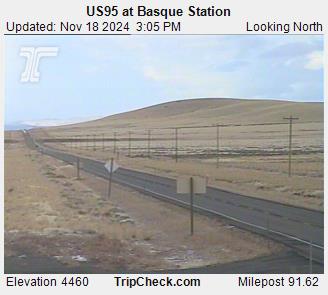 US95 at Basque Station
Updated: Nov 18 2024 3:05 PM Looking North
Elevation 4460 TripCheck.com Milepost 91.62